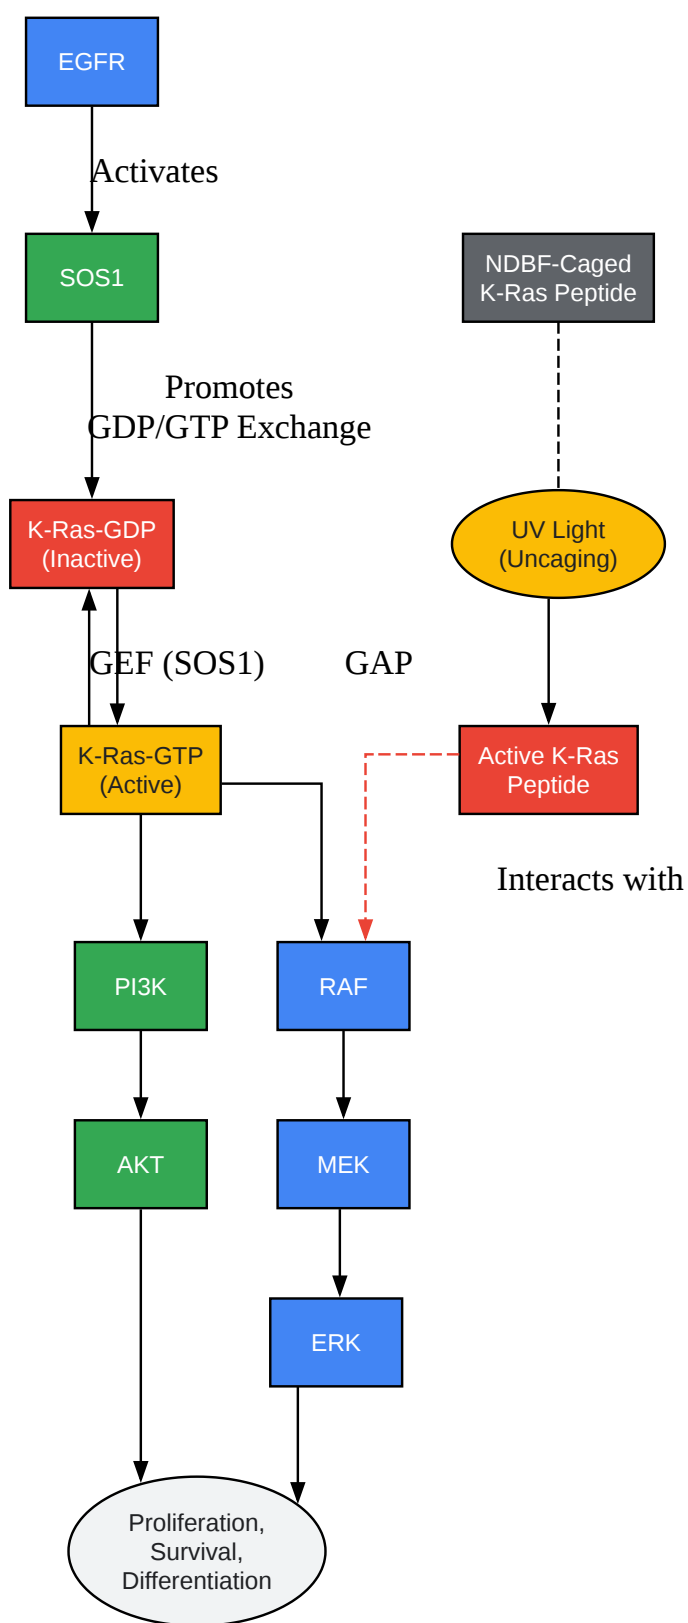 EGFR
Activates
SOS1
NDBF-Caged
K-Ras Peptide
Promotes
GDP/GTP Exchange
K-Ras-GDP
(Inactive)
UV Light
(Uncaging)
GEF (SOS1)
GAP
K-Ras-GTP
(Active)
Active K-Ras
Peptide
Interacts with
PI3K
RAF
AKT
MEK
ERK
Proliferation,
Survival,
Differentiation